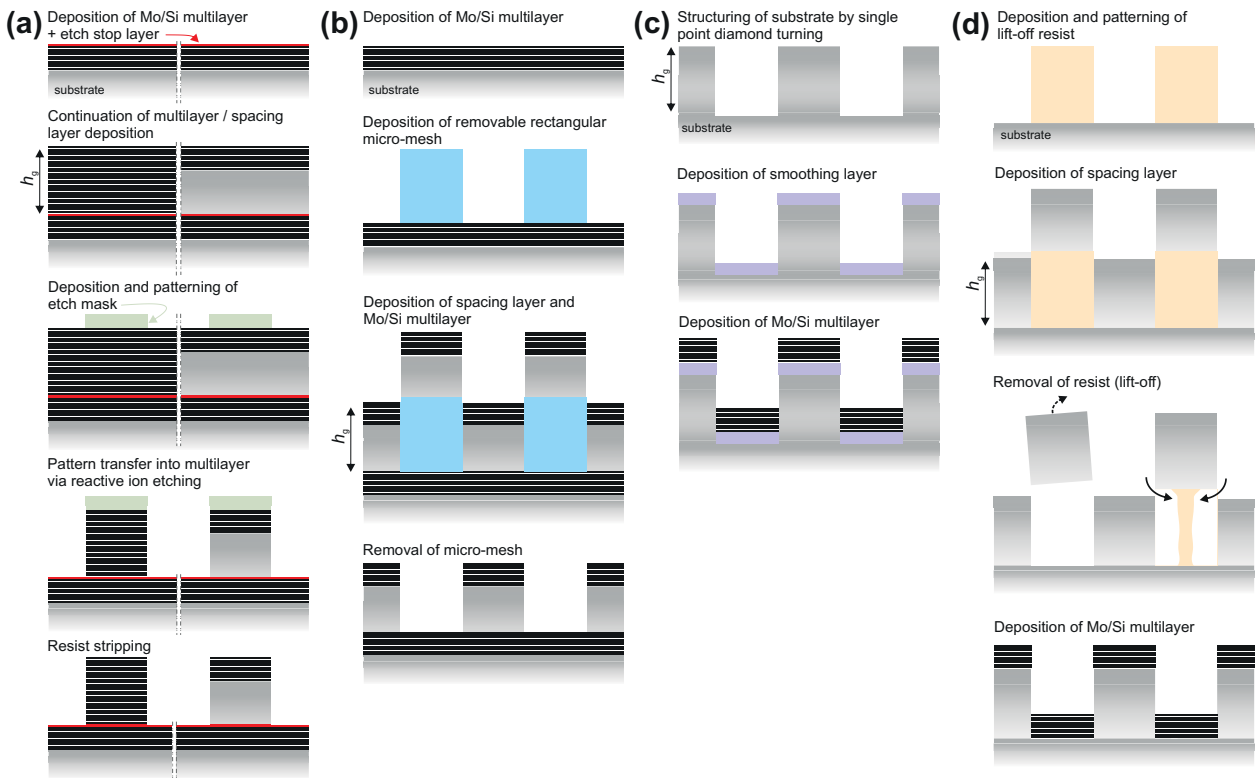 (a)
Deposition of Mo/Si multilayer
+ etch stop layer
substrate
Continuation of multilayer / spacing
layer deposition
hg
Deposition and patterning of
etch mask
Pattern transfer into multilayer
via reactive ion etching
Resist stripping
(b)
Deposition of Mo/Si multilayer
substrate
Deposition of removable rectangular
micro-mesh
Deposition of spacing layer and
Mo/Si multilayer
hg
Removal of micro-mesh
(c)
Structuring of substrate by single
point diamond turning
hg
substrate
Deposition of smoothing layer
Deposition of Mo/Si multilayer
(d)
Deposition and patterning of
lift-off resist
substrate
Deposition of spacing layer
hg
Removal of resist (lift-off)
Deposition of Mo/Si multilayer